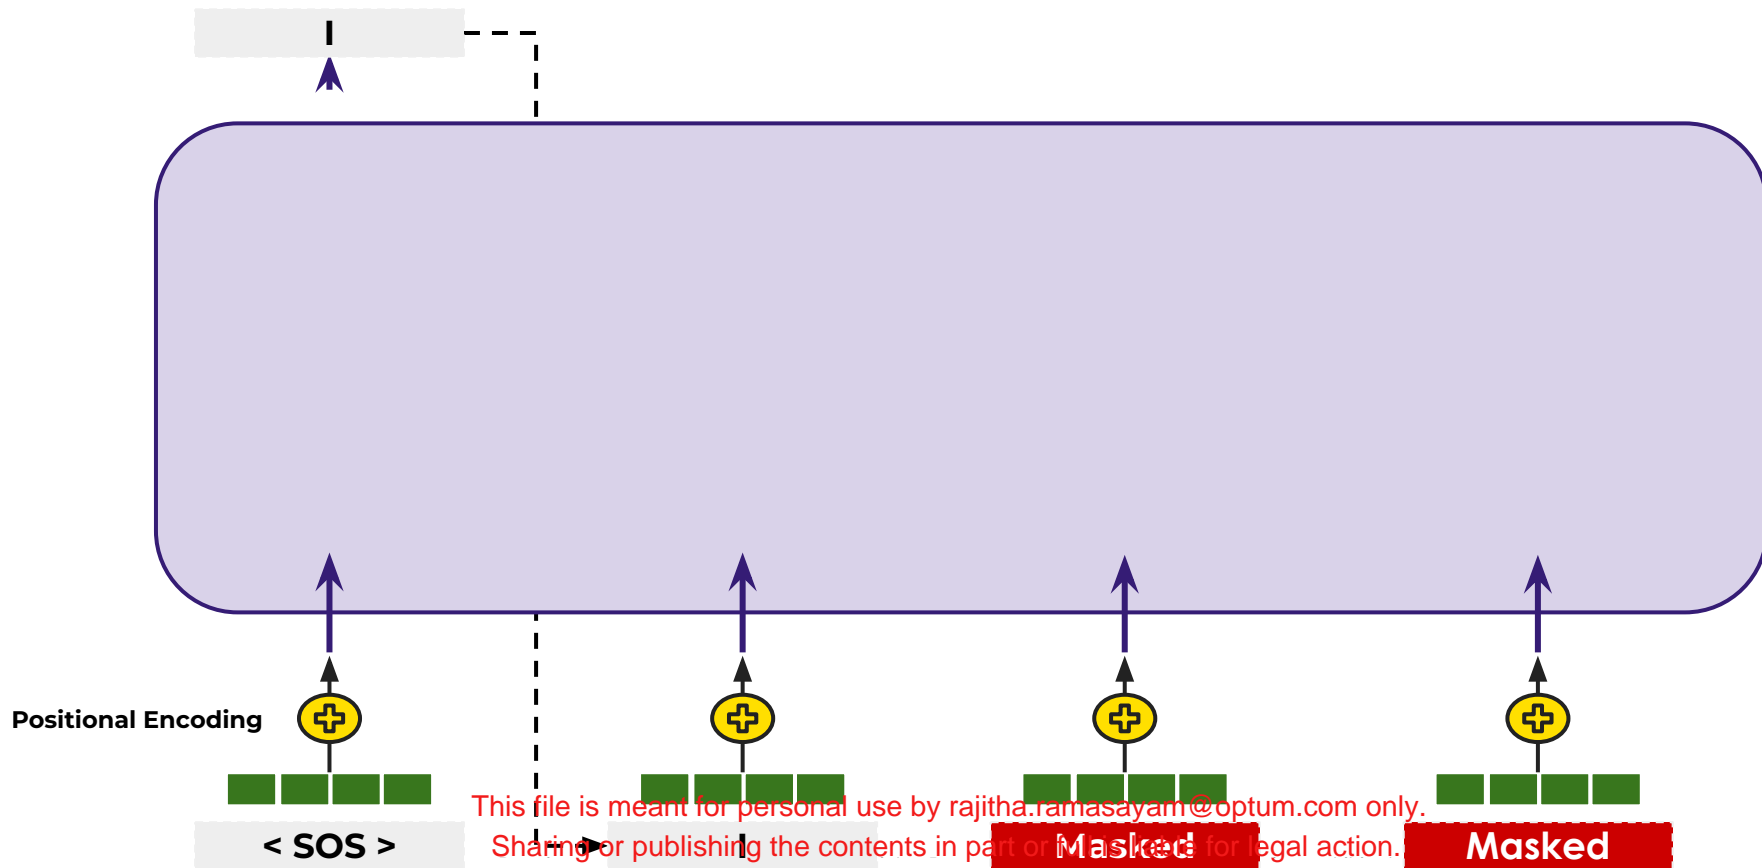 I
Positional Encoding
This file is meant for personal use by rajitha.ramasayam@optum.com only.
< SOS >
I
Masked
Masked
Sharing or publishing the contents in part or full is liable for legal action.